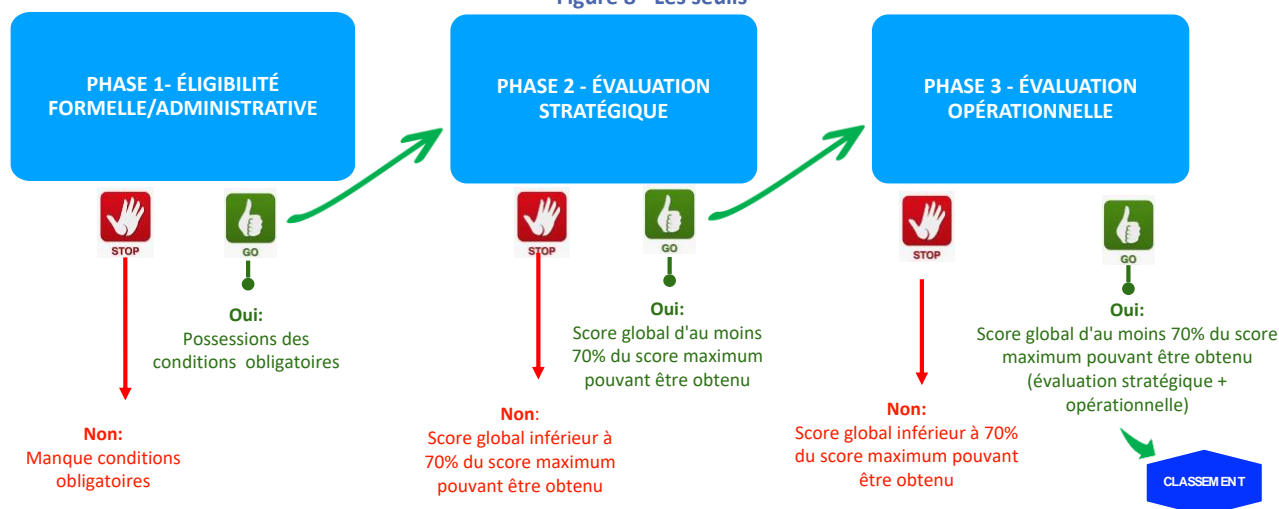 Figure 8 - Les seuils
PHASE 1- ÉLIGIBILITÉ
FORMELLE/ADMINISTRATIVE
PHASE 2 - ÉVALUATION
STRATÉGIQUE
PHASE 3 - ÉVALUATION
OPÉRATIONNELLE
STOP
GO
STOP
GO
STOP
GO
Oui:
Possessions des
conditions obligatoires
Non:
Manque conditions
obligatoires
Oui:
Score global d'au moins
70% du score maximum
pouvant être obtenu
Non:
Score global inférieur à
70% du score maximum
pouvant être obtenu
Oui:
Score global d'au moins 70% du score
maximum pouvant être obtenu
(évaluation stratégique +
opérationnelle)
Non:
Score global inférieur à 70%
du score maximum pouvant
être obtenu
CLASSEMENT